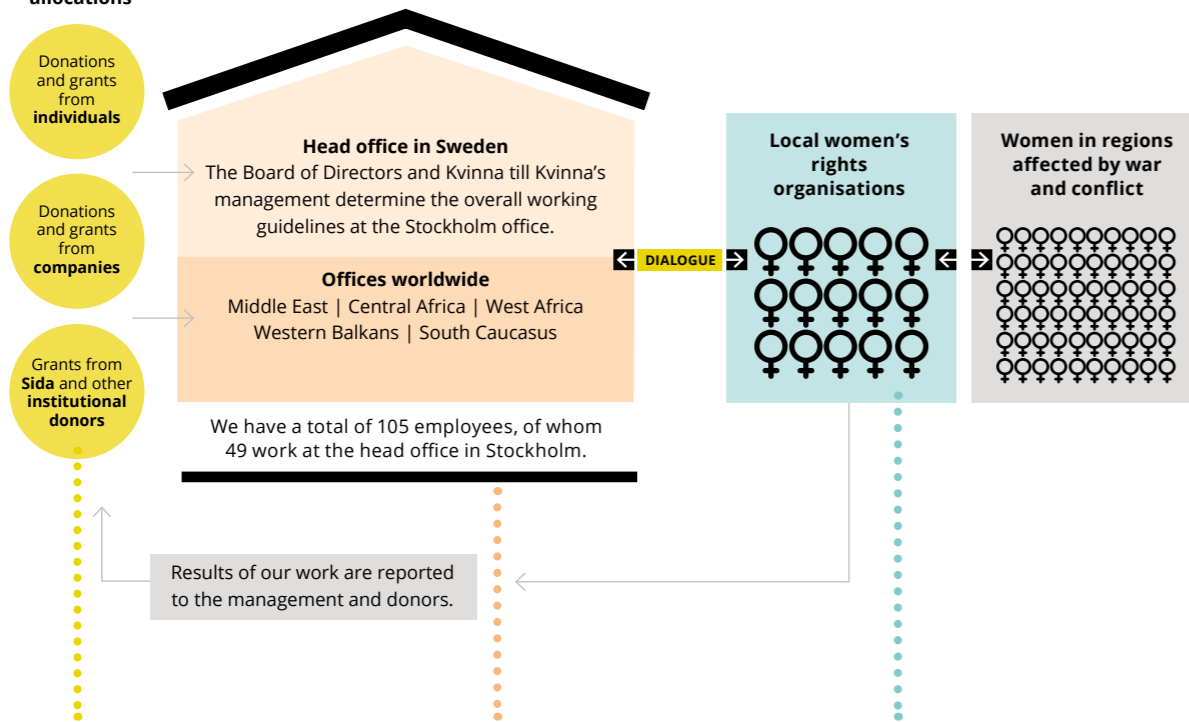 allocations
Donations
and grants
from
individuals
Donations
and grants
from
companies
Grants from
Sida and other
institutional
donors
Head office in Sweden
The Board of Directors and Kvinna till Kvinna’s
management determine the overall working
guidelines at the Stockholm office.
Offices worldwide
Middle East | Central Africa | West Africa
Western Balkans | South Caucasus
We have a total of 105 employees, of whom
49 work at the head office in Stockholm.
DIALOGUE
Local women’s
rights
organisations
Women in regions
affected by war
and conflict
Results of our work are reported
to the management and donors.